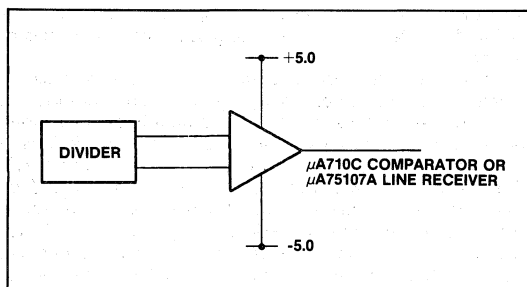 +5.0
DIVIDER
μA710C COMPARATOR OR
μA75107A LINE RECEIVER
-5.0